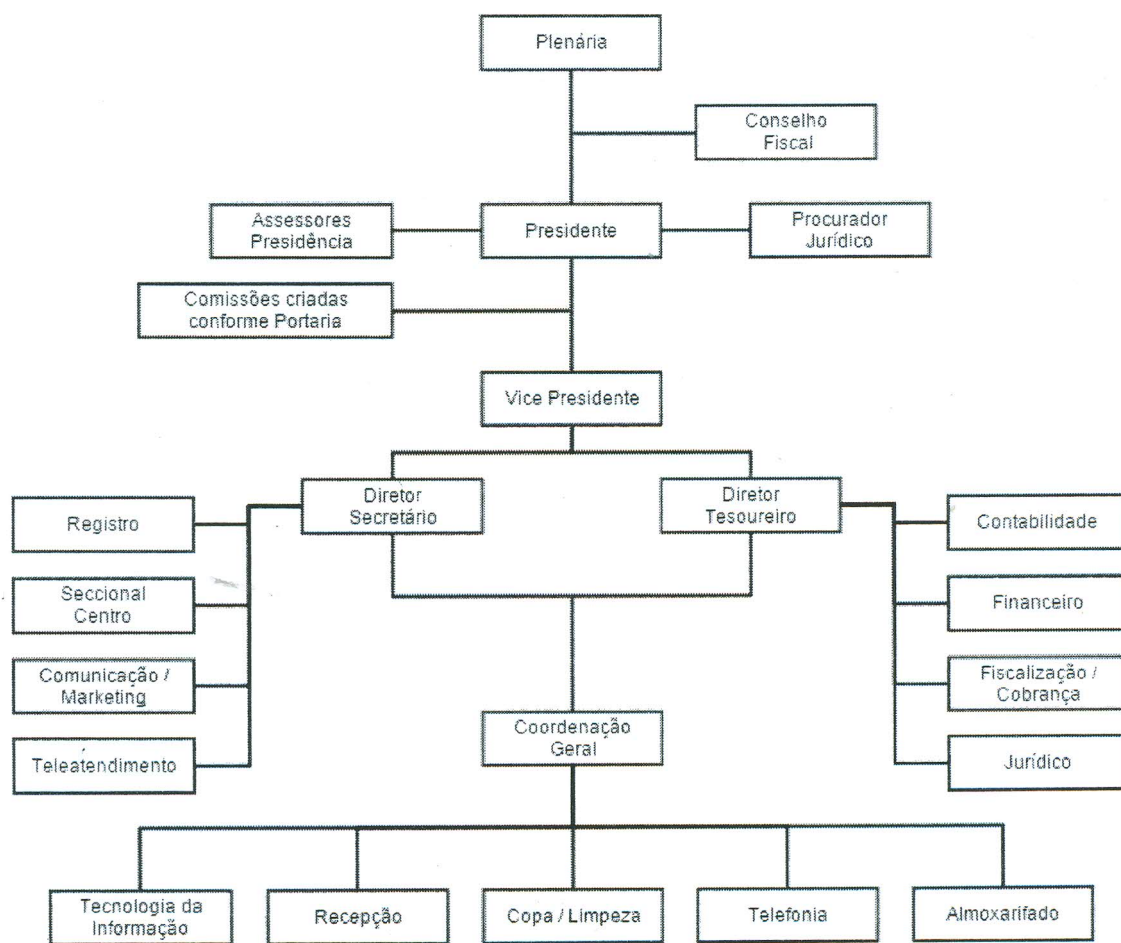 Plenária
Conselho
Fiscal
Assessores
Presidência
Presidente
Procurador
Jurídico
Comissões criadas
conforme Portaria
Vice Presidente
Diretor
Secretário
Diretor
Tesoureiro
Registro
Seccional
Centro
Comunicação /
Marketing
Teleatendimento
Contabilidade
Financeiro
Fiscalização /
Cobrança
Jurídico
Coordenação
Geral
Tecnologia da
Informação
Recepção
Copa / Limpeza
Telefonia
Almoxarifado